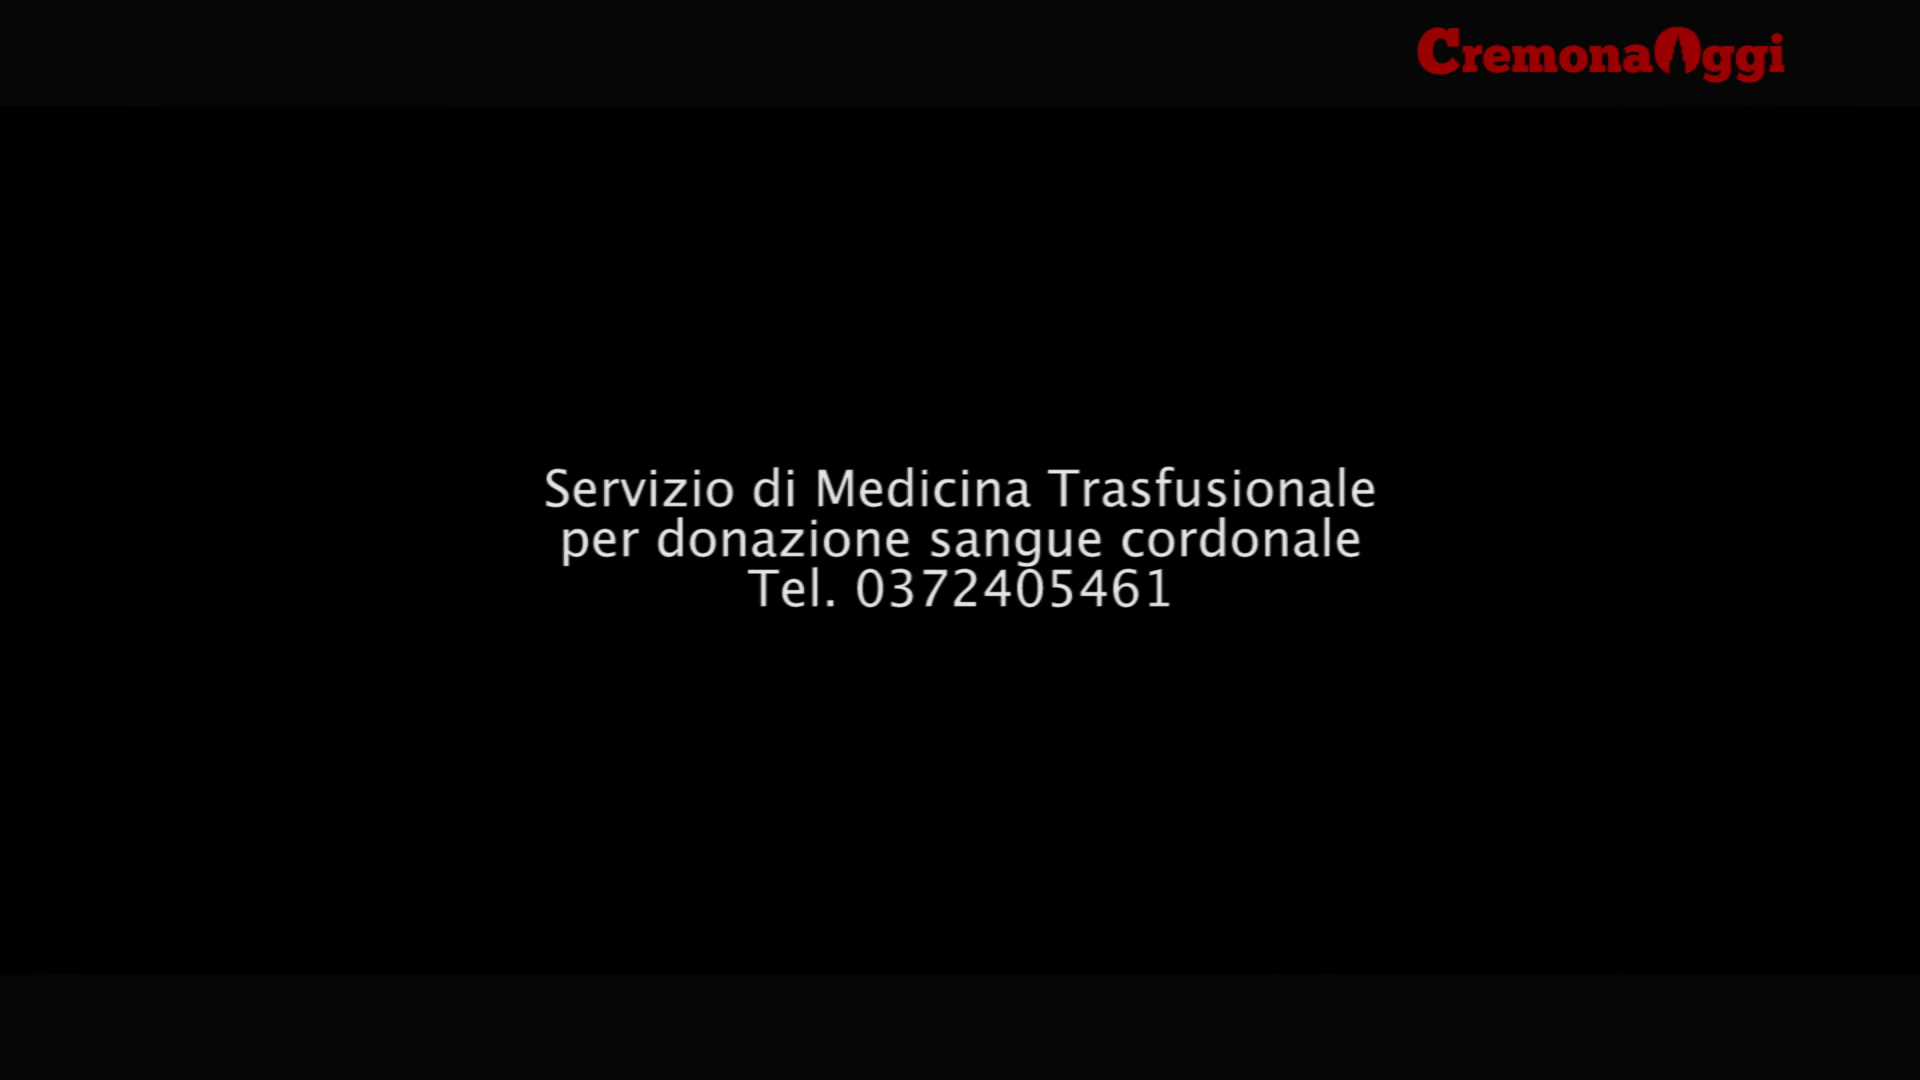 CremonaOggi
Servizio di Medicina Trasfusionale
per donazione sangue cordonale
Tel. 0372405461